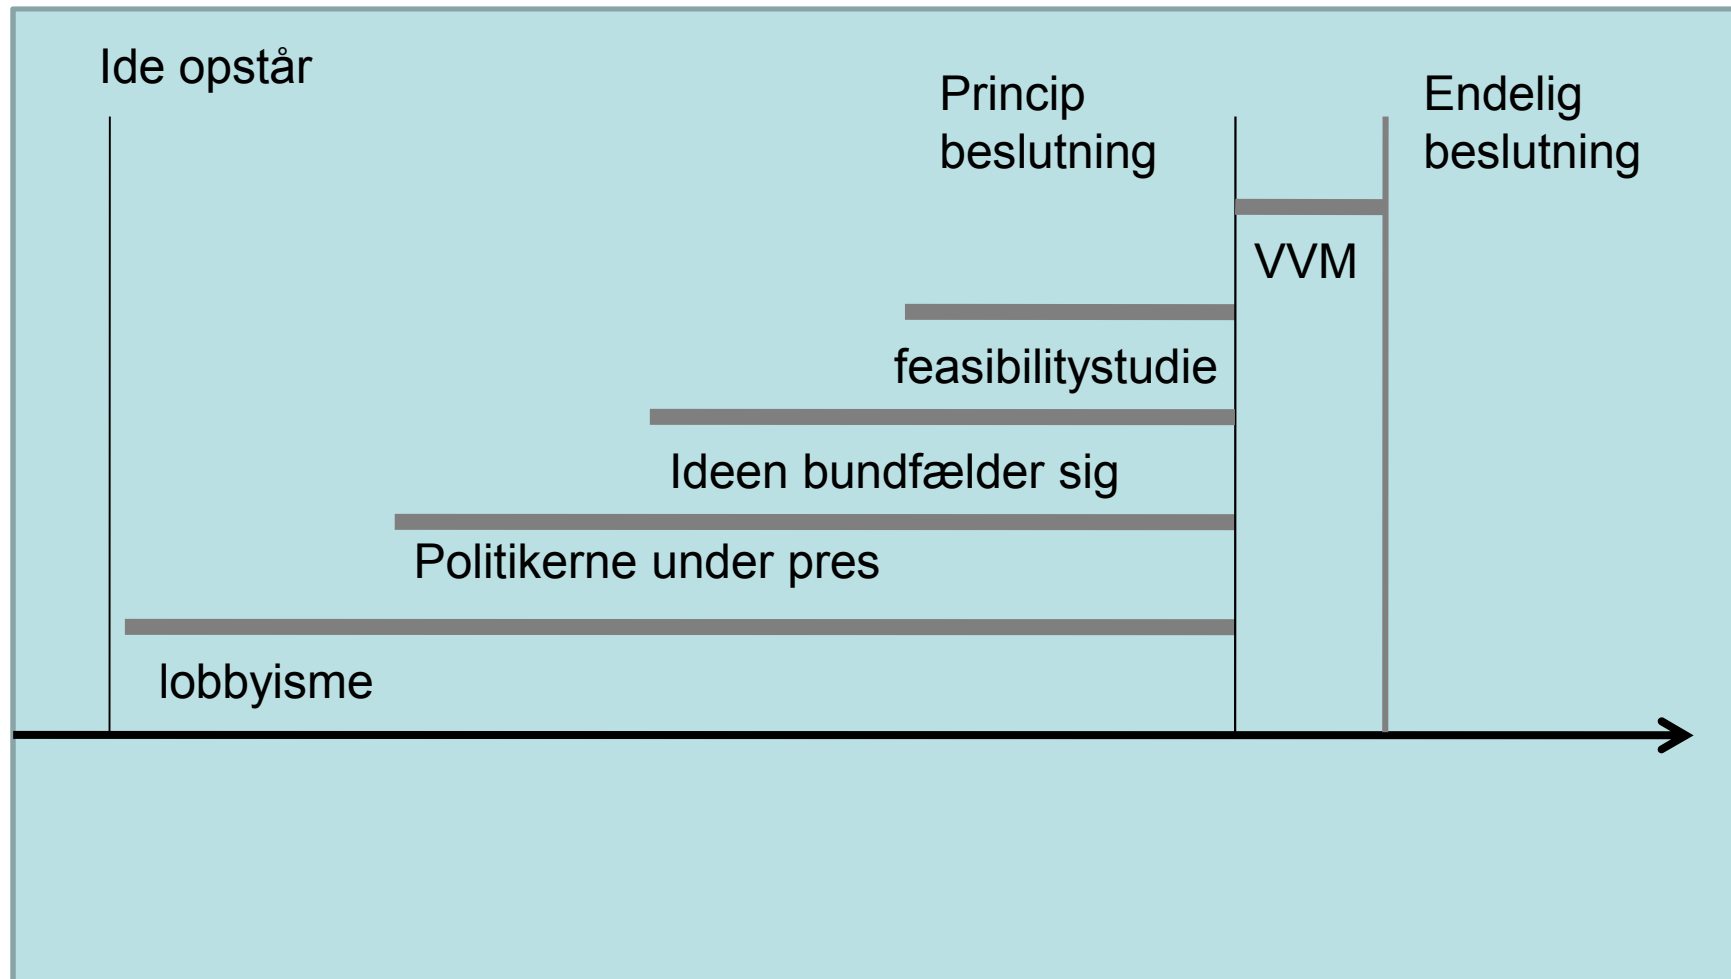 Ide opstår
Princip
beslutning
Endelig
beslutning
VVM
feasibilitystudie
Ideen bundfælder sig
Politikerne under pres
lobbyisme